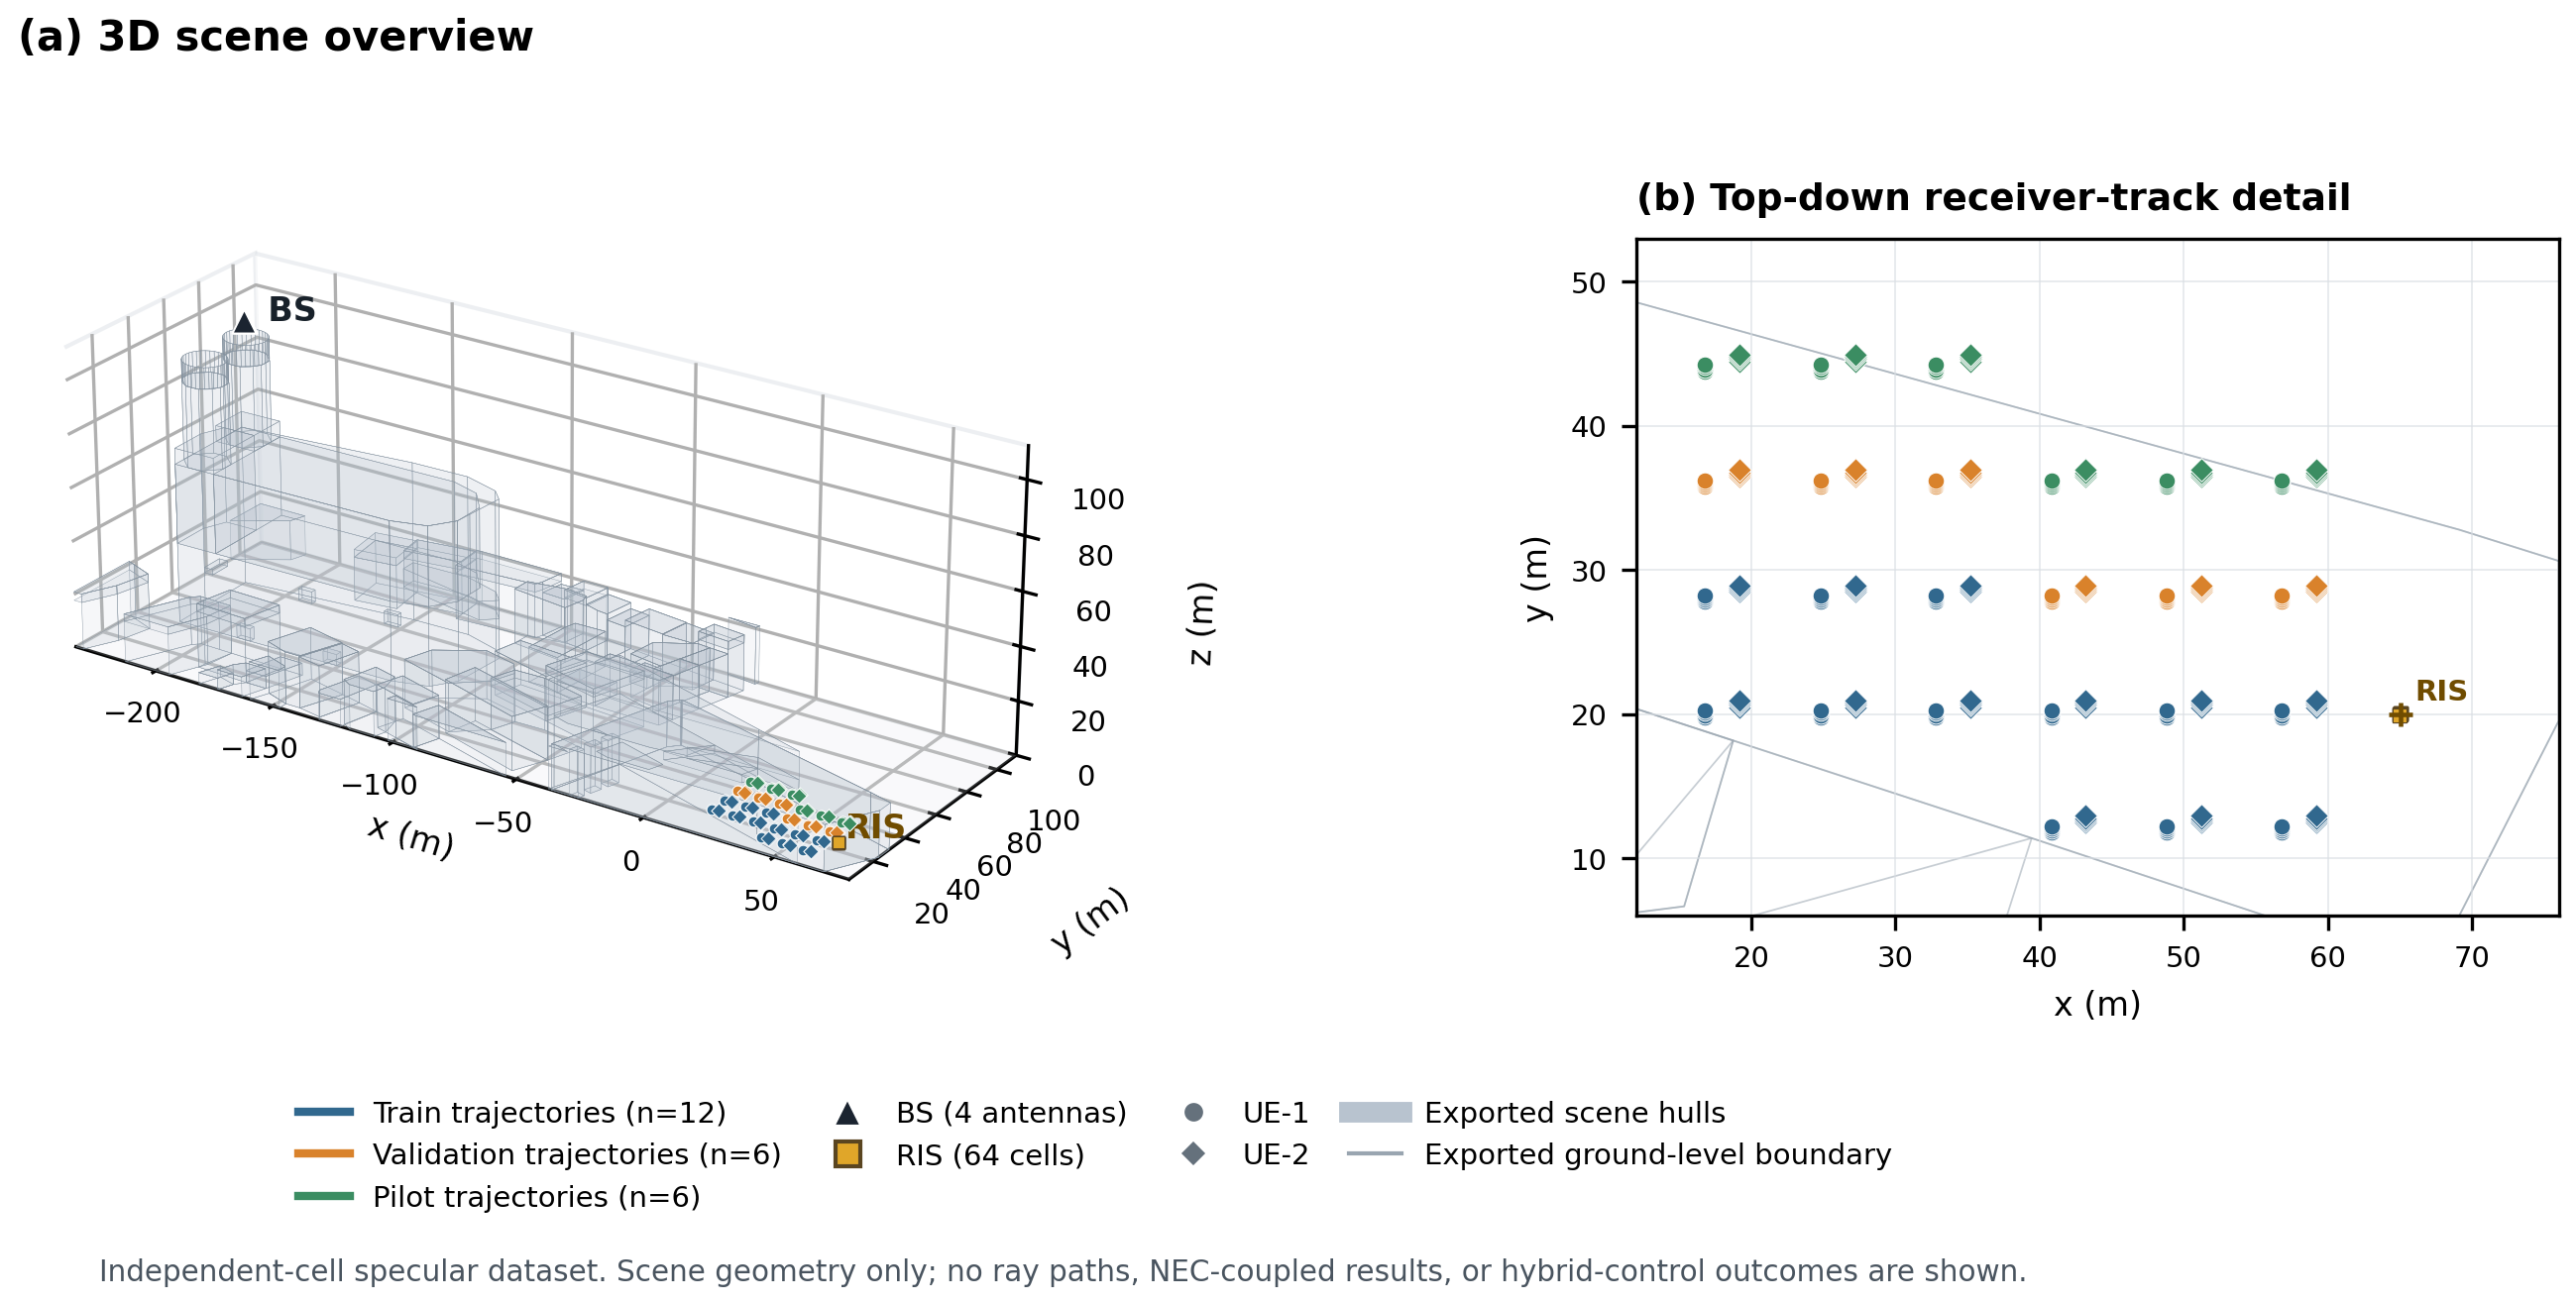 (a) 3D scene overview
BS
100
80
60
40
20
0
z (m)
−200
−150
−100
−50
0
50
x (m)
20
40
60
80
100
y (m)
RIS
(b) Top-down receiver-track detail
50
40
30
20
10
y (m)
RIS
20
30
40
50
60
70
x (m)
Train trajectories (n=12)
Validation trajectories (n=6)
Pilot trajectories (n=6)
BS (4 antennas)
RIS (64 cells)
UE-1
UE-2
Exported scene hulls
Exported ground-level boundary
Independent-cell specular dataset. Scene geometry only; no ray paths, NEC-coupled results, or hybrid-control outcomes are shown.